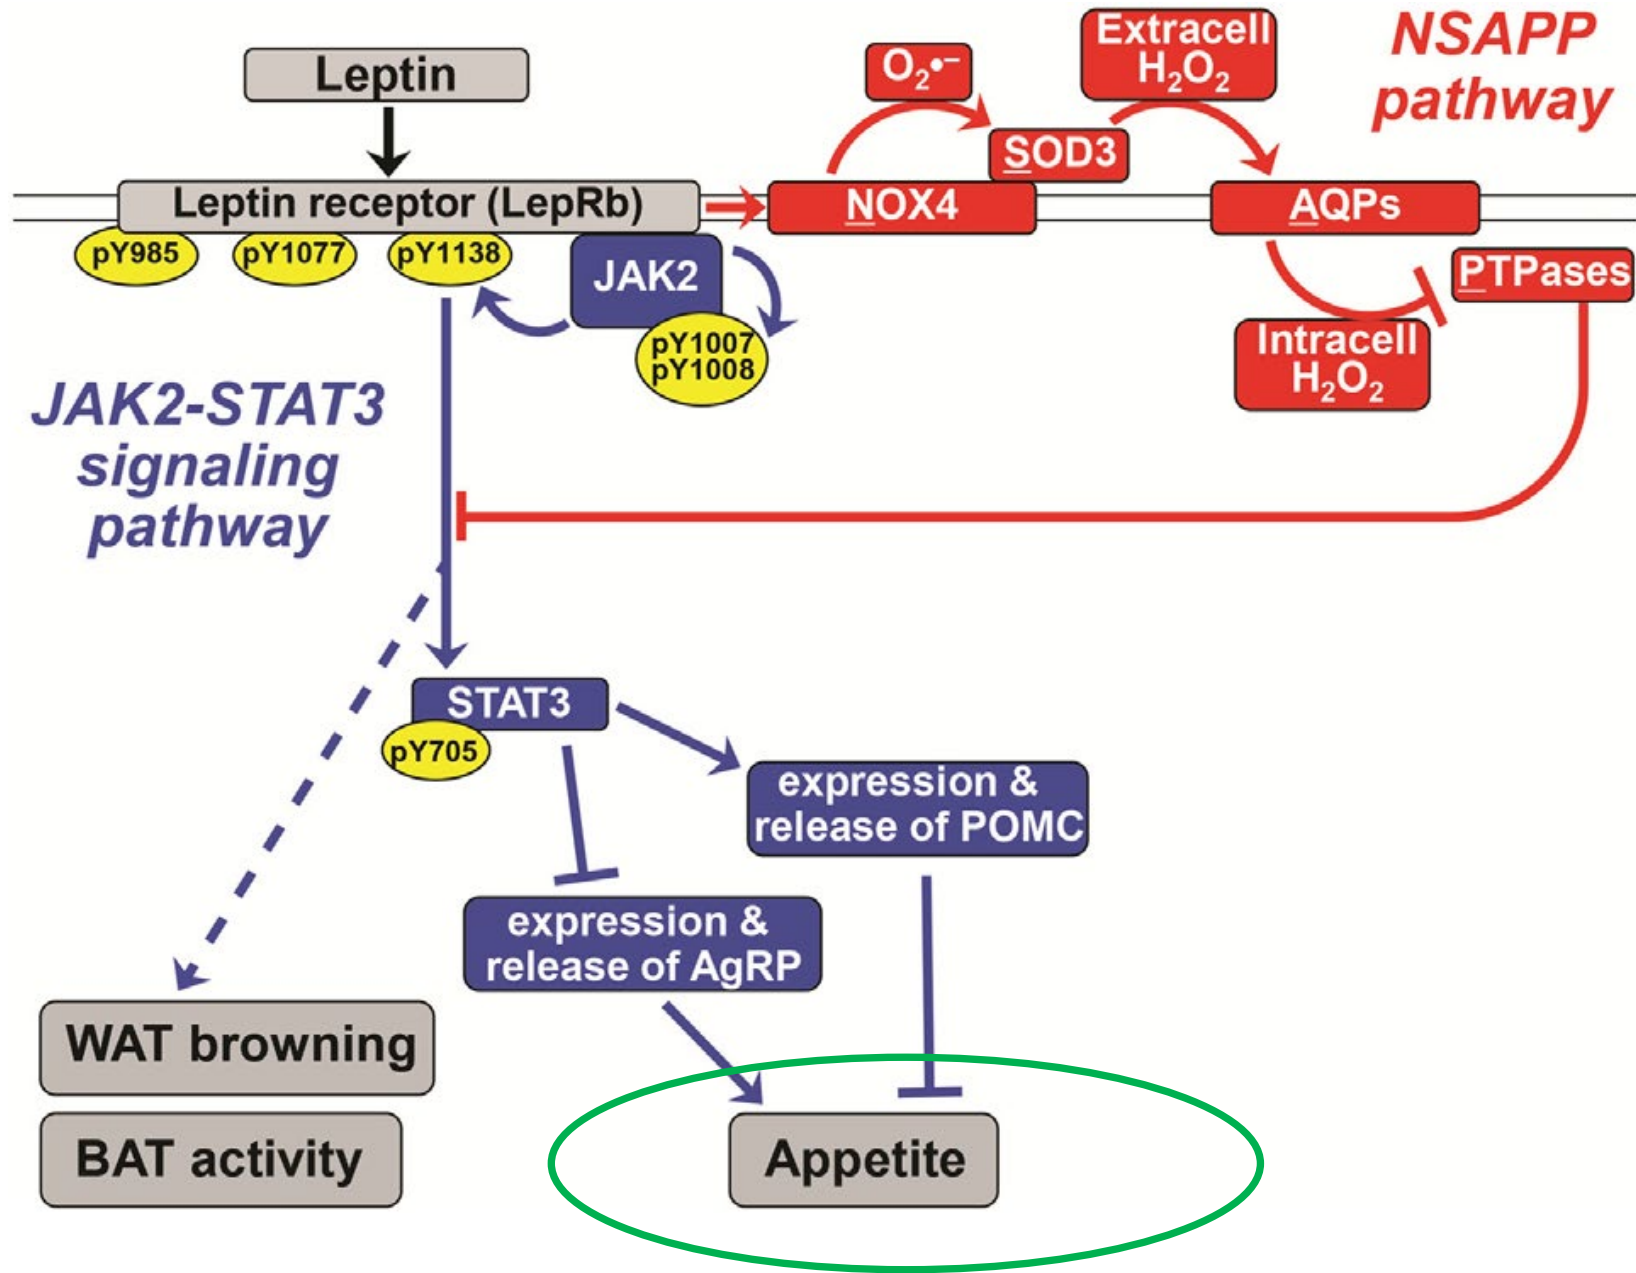 NSAPP
pathway
Extracell
H₂O₂
O₂•−
Leptin
SOD3
Leptin receptor (LepRb)
NOX4
AQPs
pY985
pY1077
pY1138
JAK2
PTPases
pY1007
pY1008
Intracell
H₂O₂
JAK2-STAT3
signaling
pathway
STAT3
pY705
expression &
release of POMC
expression &
release of AgRP
WAT browning
BAT activity
Appetite